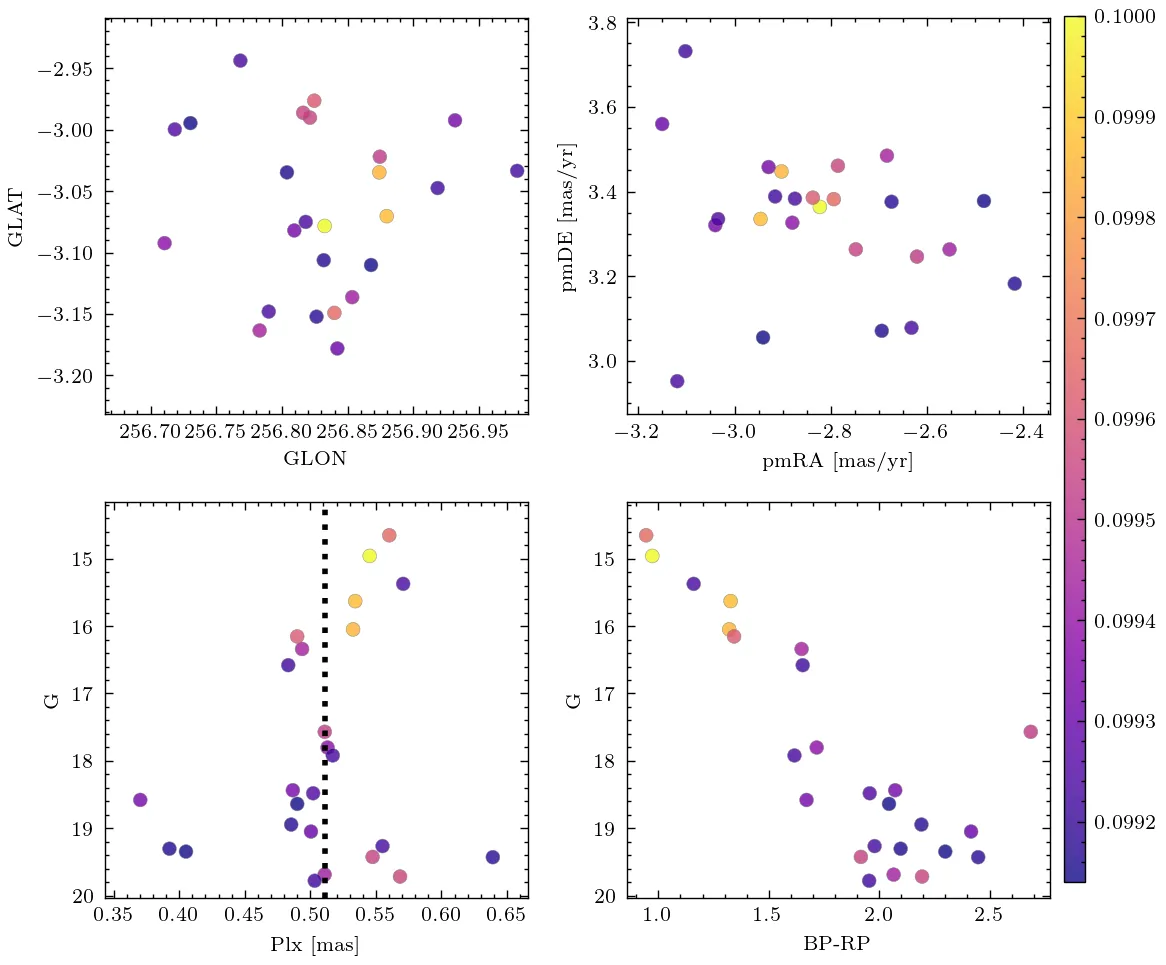 −2.95
−3.00
−3.05
−3.10
−3.15
−3.20
GLAT
256.70 256.75 256.80 256.85 256.90 256.95
GLON
3.8
3.6
3.4
3.2
3.0
pmDE [mas/yr]
−3.2 −3.0 −2.8 −2.6 −2.4
pmRA [mas/yr]
15
16
17
18
19
20
G
0.35 0.40 0.45 0.50 0.55 0.60 0.65
Plx [mas]
15
16
17
18
19
20
G
1.0 1.5 2.0 2.5
BP-RP
0.1000
0.0999
0.0998
0.0997
0.0996
0.0995
0.0994
0.0993
0.0992